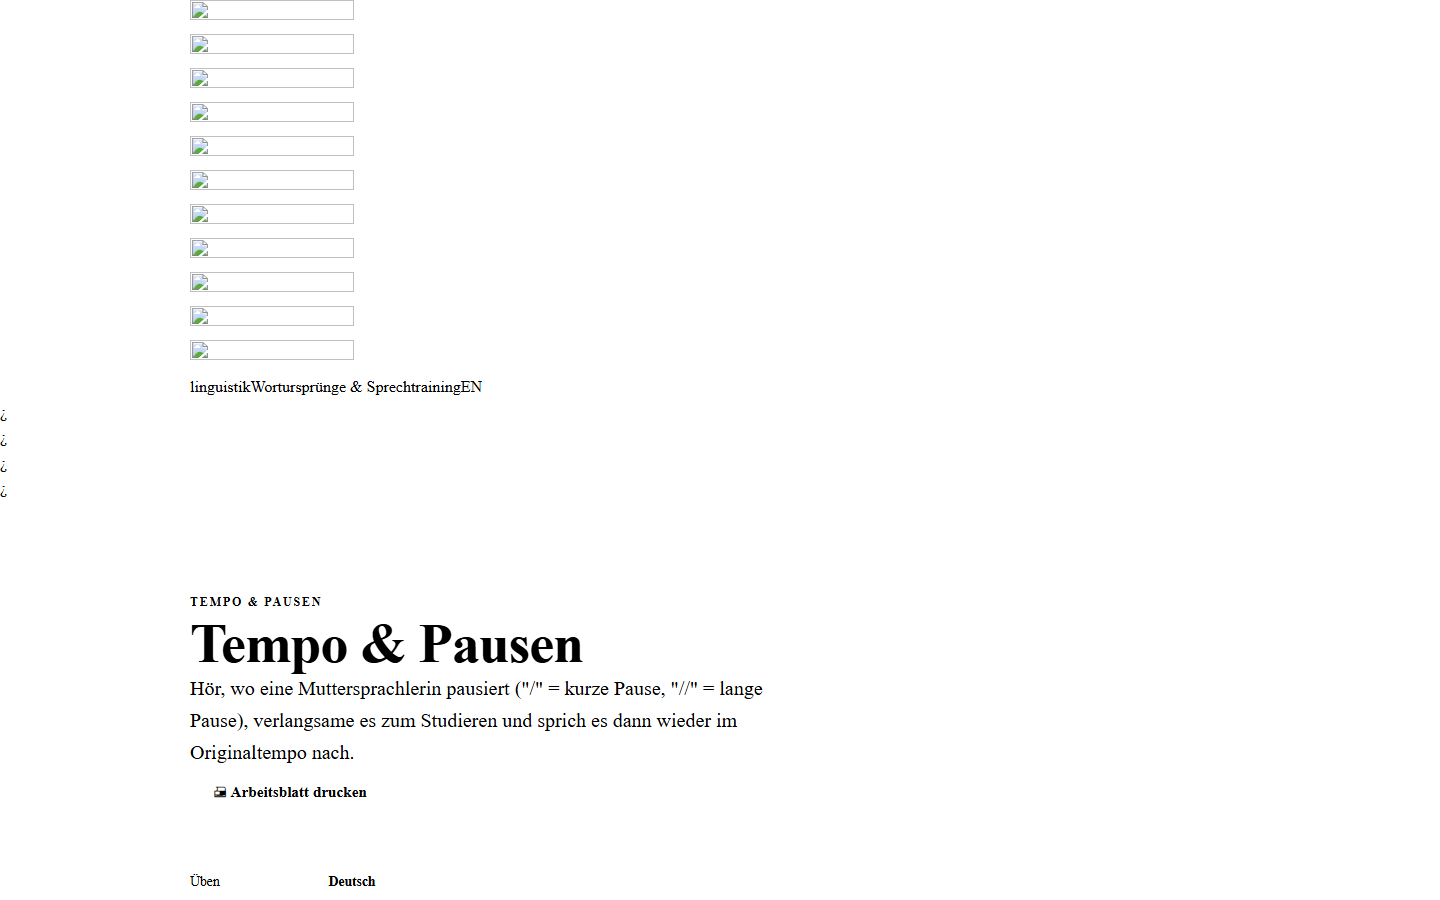 linguistikWortursprünge & SprechtrainingEN
¿
¿
¿
¿
TEMPO & PAUSEN
Tempo & Pausen
Hör, wo eine Muttersprachlerin pausiert ("/" = kurze Pause, "//" = lange
Pause), verlangsame es zum Studieren und sprich es dann wieder im
Originaltempo nach.
Arbeitsblatt drucken
Üben Deutsch